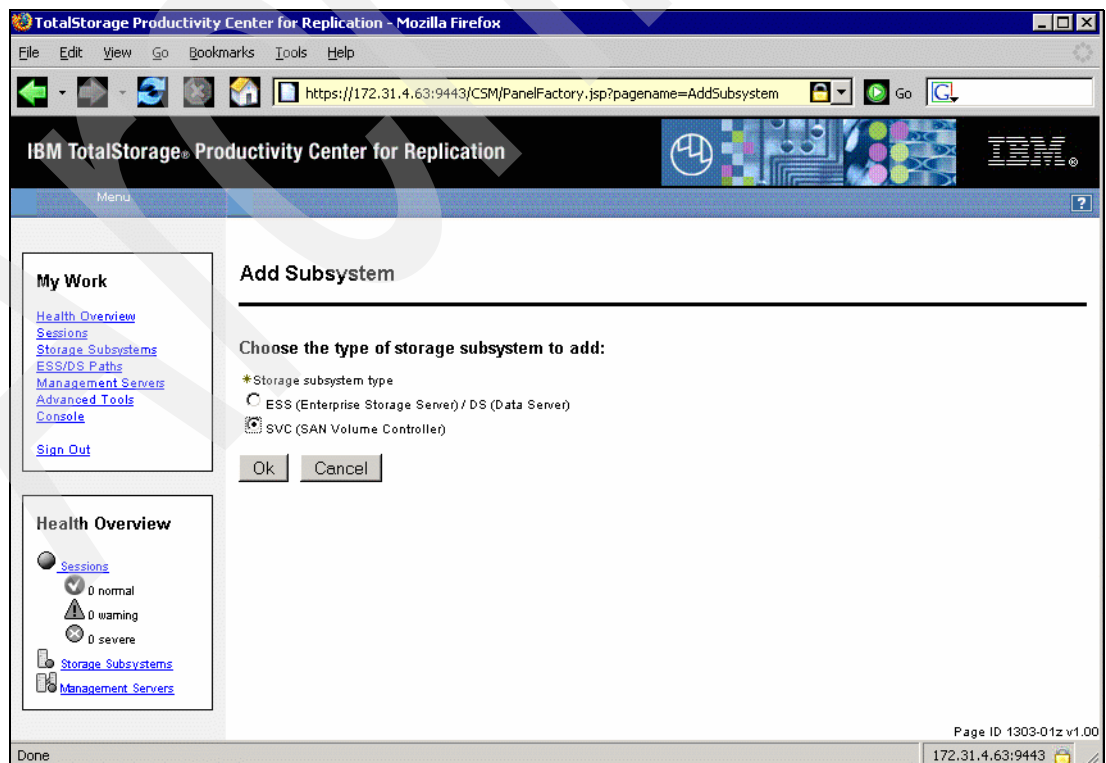 TotalStorage Productivity Center for Replication - Mozilla Firefox
File Edit View Go Bookmarks Tools Help
https://172.31.4.63:9443/CSM/PanelFactory.jsp?pagename=AddSubsystem Go G
IBM TotalStorage® Productivity Center for Replication IBM®
Menu ?
My Work
Health Overview
Sessions
Storage Subsystems
ESS/DS Paths
Management Servers
Advanced Tools
Console
Sign Out
Health Overview
Sessions
0 normal
0 warning
0 severe
Storage Subsystems
Management Servers
Add Subsystem
Choose the type of storage subsystem to add:
*Storage subsystem type
ESS (Enterprise Storage Server) / DS (Data Server)
SVC (SAN Volume Controller)
Ok Cancel
Page ID 1303-01z v1.00
Done 172.31.4.63:9443